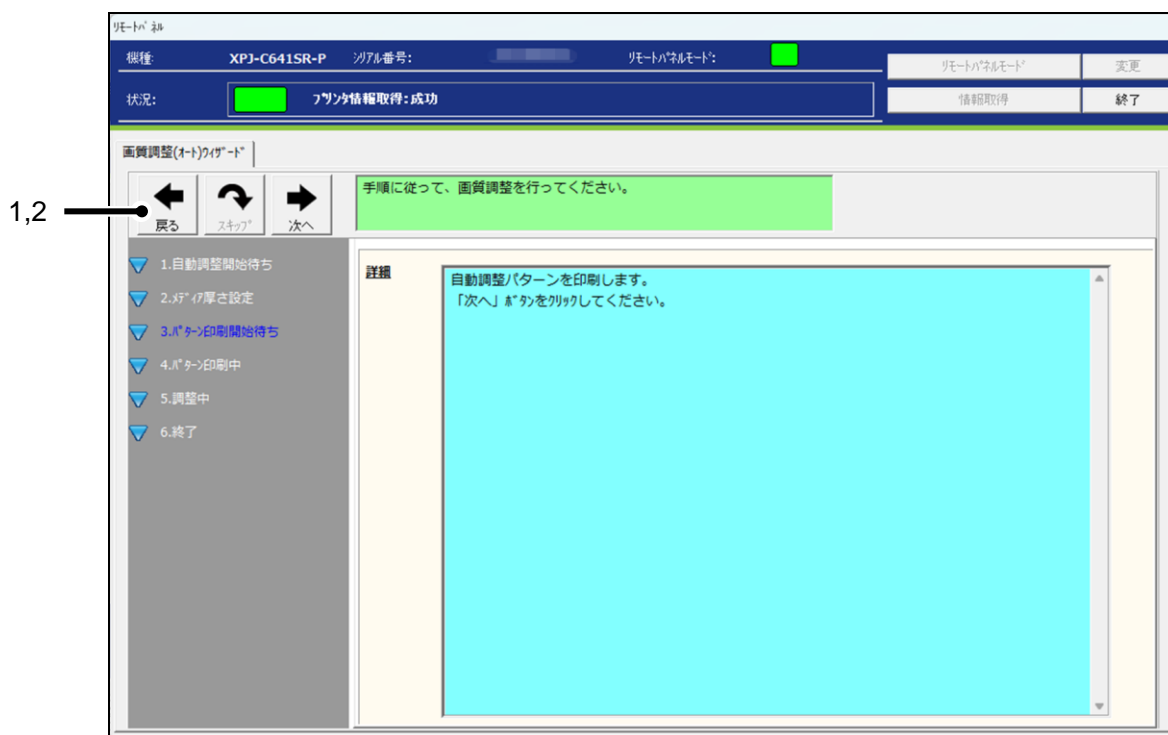 ﾘﾓｰﾄﾊﾟﾈﾙ
機種: XPJ-C641SR-P ｼﾘｱﾙ番号: ﾘﾓｰﾄﾊﾟﾈﾙﾓｰﾄﾞ:
ﾘﾓｰﾄﾊﾟﾈﾙﾓｰﾄﾞ 変更
状況: ﾌﾟﾘﾝﾀ情報取得:成功
情報取得 終了
画質調整(ｵｰﾄ)ｳｨｻﾞｰﾄﾞ
手順に従って、画質調整を行ってください。
1,2
戻る ｽｷｯﾌﾟ 次へ
1.自動調整開始待ち
2.ﾒﾃﾞｨｱ厚さ設定
3.ﾊﾟﾀｰﾝ印刷開始待ち
4.ﾊﾟﾀｰﾝ印刷中
5.調整中
6.終了
詳細
自動調整パターンを印刷します。
「次へ」ﾎﾞﾀﾝをｸﾘｯｸしてください。